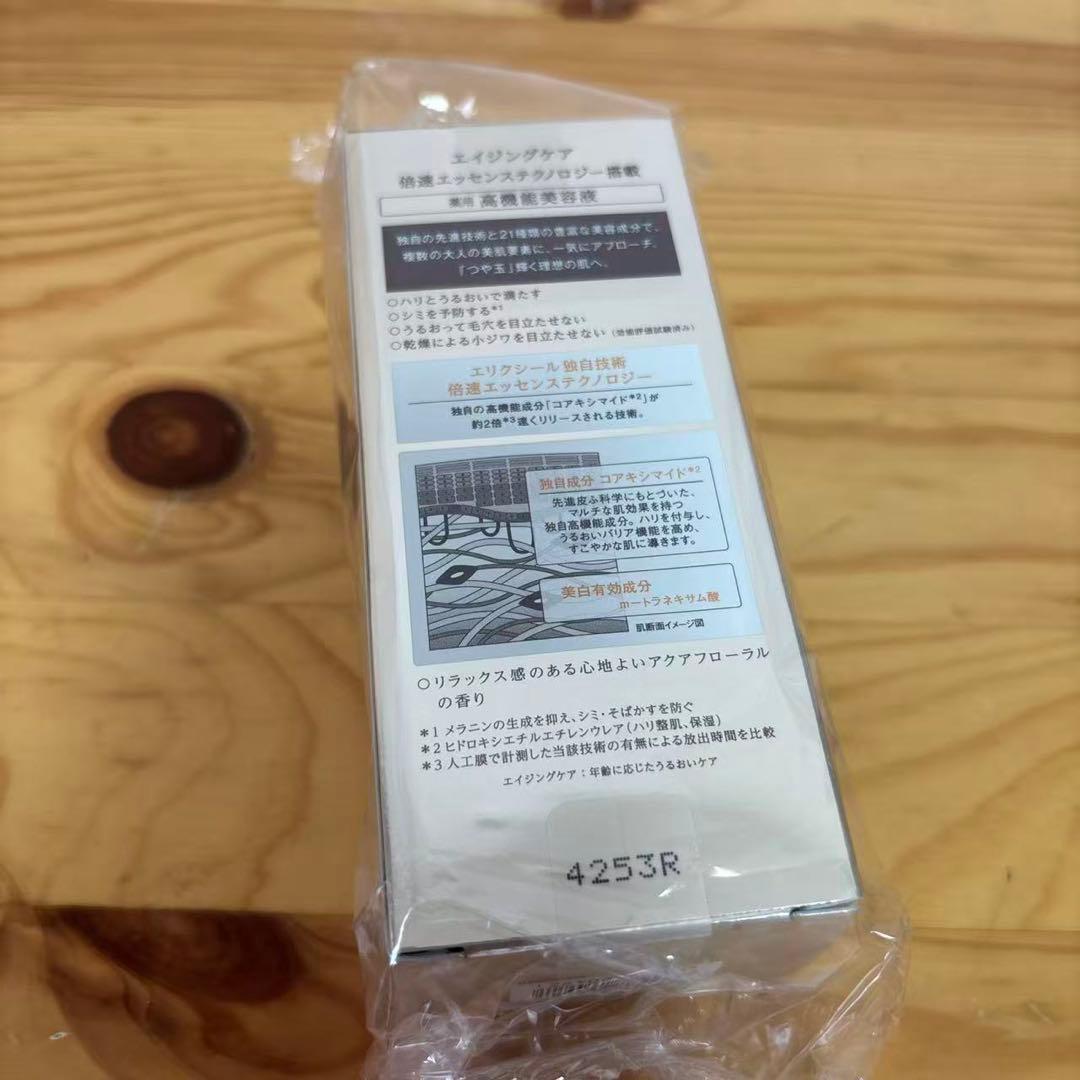 エイジングケア
倍速エッセンステクノロジー搭載
薬用 高機能美容液
独自の先進技術と21種類の豊富な美容成分で、
複数の大人の美肌要素に、一気にアプローチ。
「つや玉」輝く理想の肌へ。
○ハリとうるおいで満たす
○シミを予防する*1
○うるおって毛穴を目立たせない
○乾燥による小ジワを目立たせない（効能評価試験済み）
エリクシール独自技術
倍速エッセンステクノロジー
独自の高機能成分「コアキシマイド*2」が
約2倍*3速くリリースされる技術。
独自成分 コアキシマイド*2
先進皮ふ科学にもとづいた、
マルチな肌効果を持つ
独自高機能成分。ハリを付与し、
うるおいバリア機能を高め、
すこやかな肌に導きます。
美白有効成分
m－トラネキサム酸
肌断面イメージ図
○リラックス感のある心地よいアクアフローラル
の香り
*1 メラニンの生成を抑え、シミ・そばかすを防ぐ
*2 ヒドロキシエチルエチレンウレア（ハリ整肌、保湿）
*3 人工膜で計測した当該技術の有無による放出時間を比較
エイジングケア：年齢に応じたうるおいケア
4253R